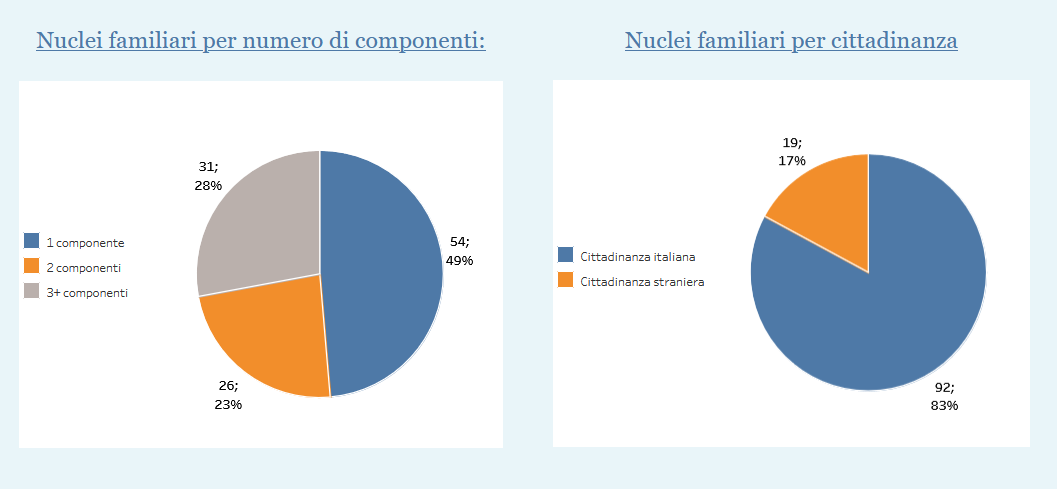 Nuclei familiari per numero di componenti:
31;
28%
54;
49%
26;
23%
1 componente
2 componenti
3+ componenti
Nuclei familiari per cittadinanza
19;
17%
92;
83%
Cittadinanza italiana
Cittadinanza straniera